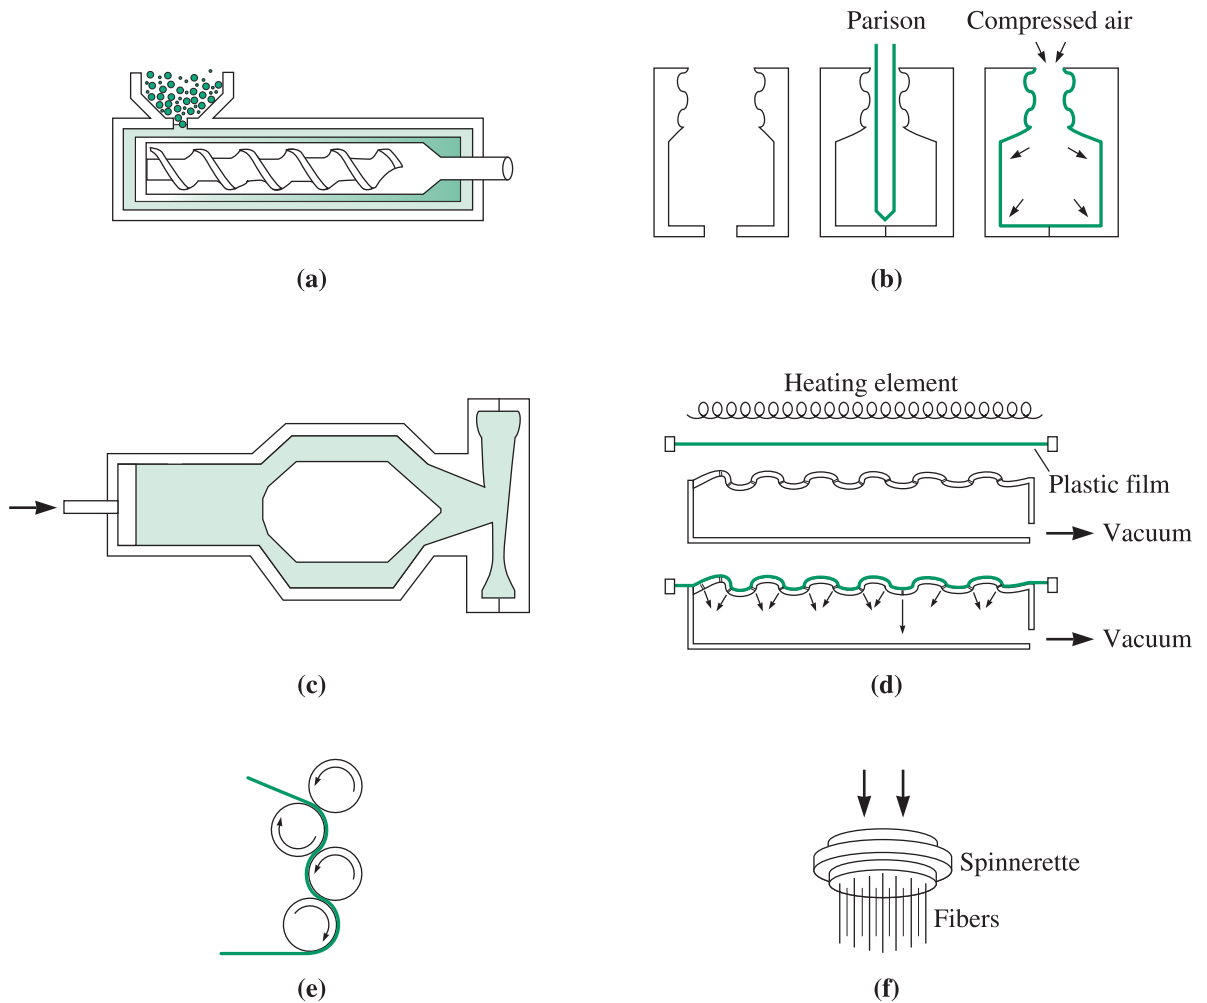 Parison
Compressed air
(a)
(b)
Heating element
Plastic film
Vacuum
Vacuum
(c)
(d)
Spinnerette
Fibers
(e)
(f)